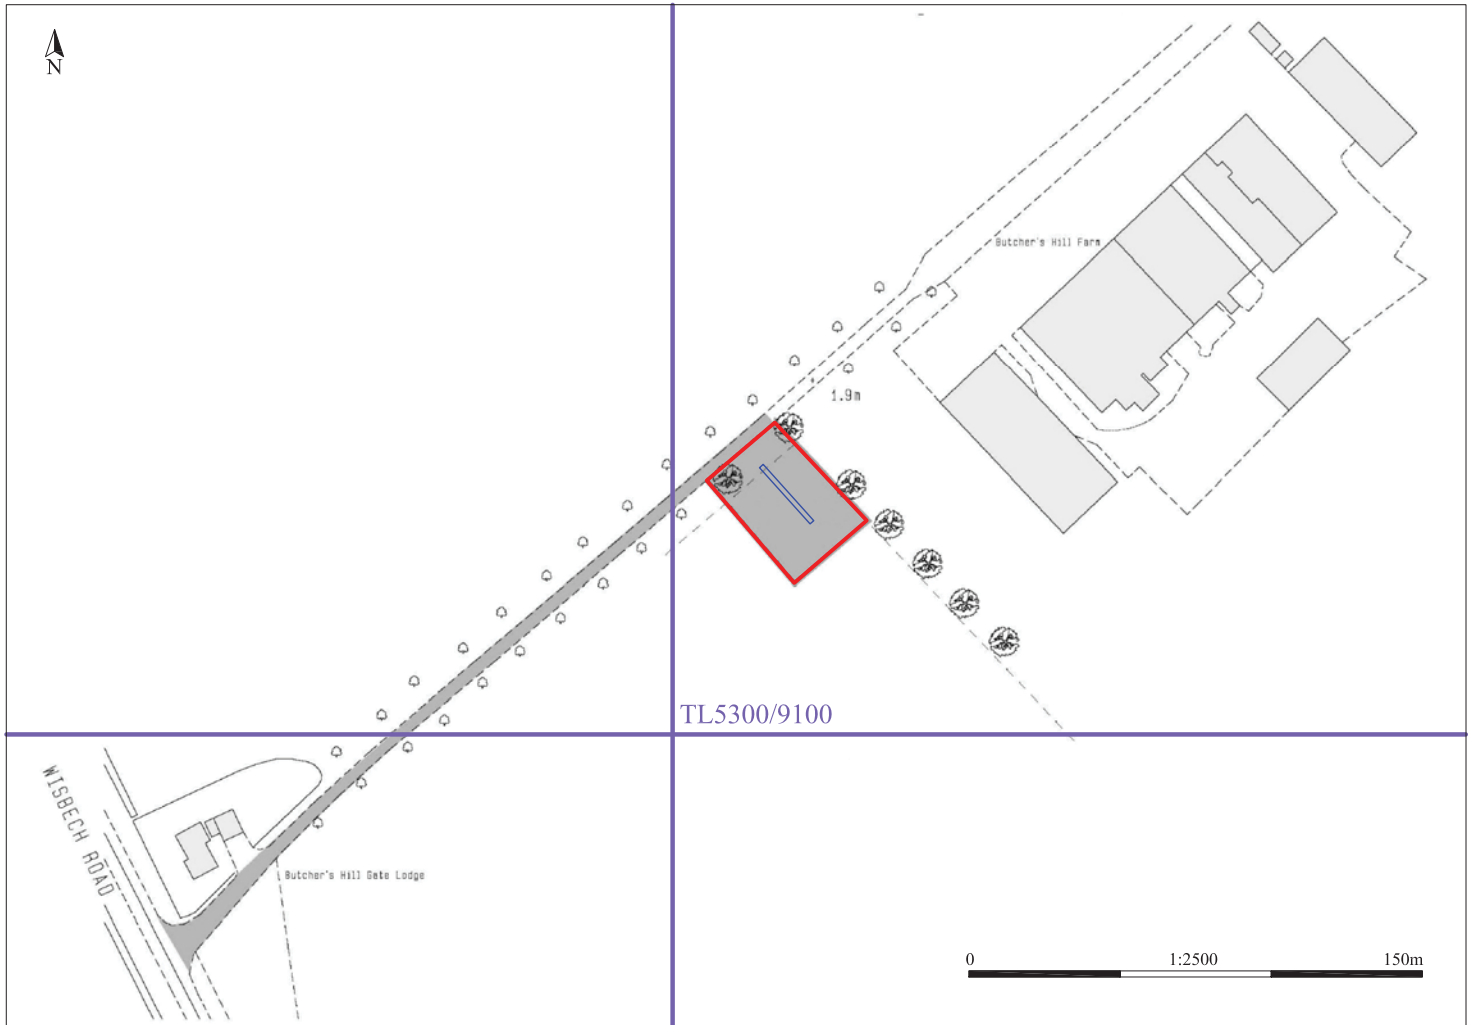 N
Butcher's Hill Farm
1.9m
TL5300/9100
WISBECH ROAD
Butcher's Hill Gate Lodge
0 1:2500 150m